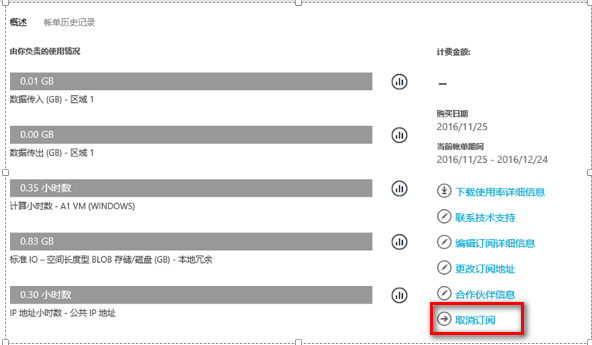 概述 帐单历史记录
由你负责的使用情况
0.01 GB
数据传入 (GB) - 区域 1
0.00 GB
数据传出 (GB) - 区域 1
0.35 小时数
计算小时数 - A1 VM (WINDOWS)
0.83 GB
标准 IO – 空间长度型 BLOB 存储/磁盘 (GB) - 本地冗余
0.30 小时数
IP 地址小时数 - 公共 IP 地址
计费金额:
–
购买日期
2016/11/25
当前帐单期间
2016/11/25 - 2016/12/24
下载使用率详细信息
联系技术支持
编辑订阅详细信息
更改订阅地址
合作伙伴信息
取消订阅